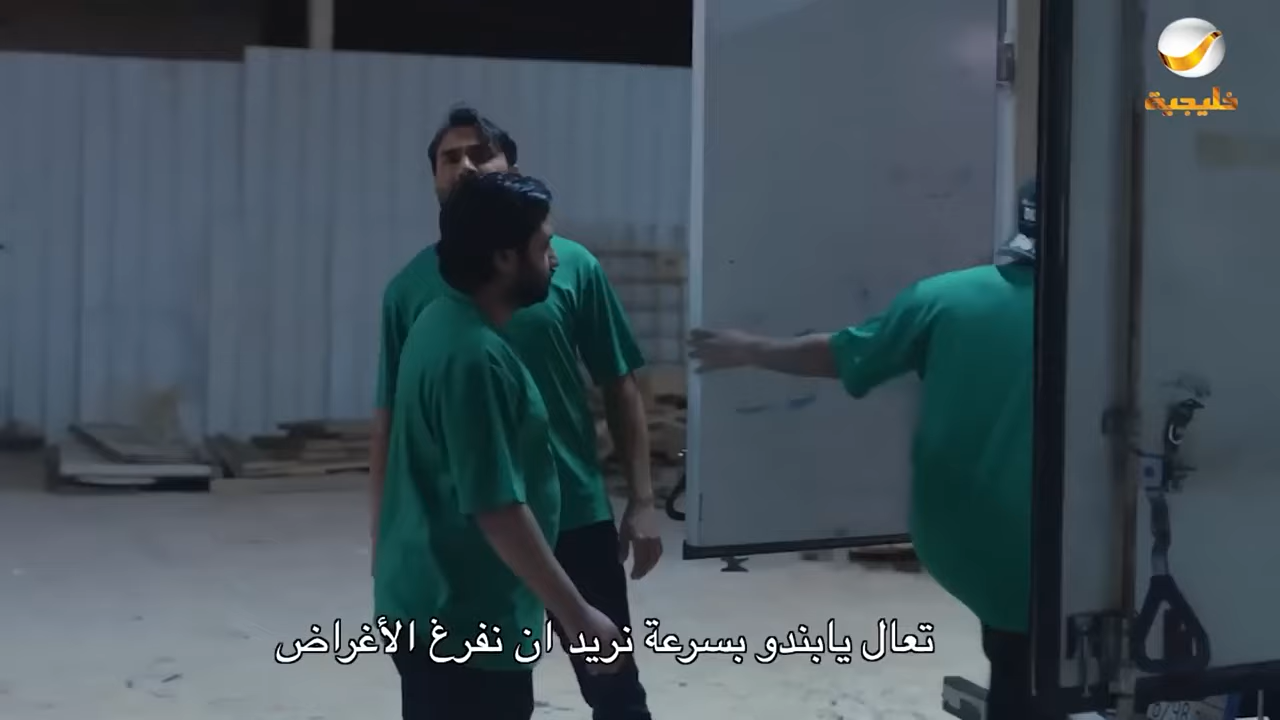 خليجية
تعال يابندو بسرعة نريد ان نفرغ الأغراض